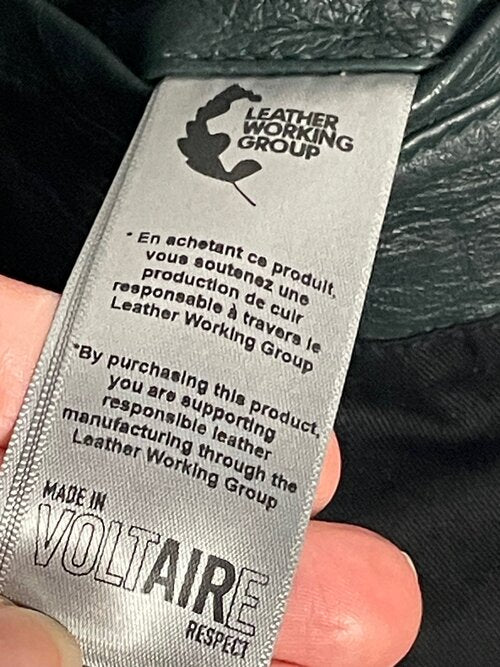 LEATHER
WORKING
GROUP
* En achetant ce produit,
vous soutenez une
production de cuir
responsable à travers le
Leather Working Group
*By purchasing this product,
you are supporting
responsible leather
manufacturing through the
Leather Working Group
MADE IN
VOLTAIRE
RESPECT